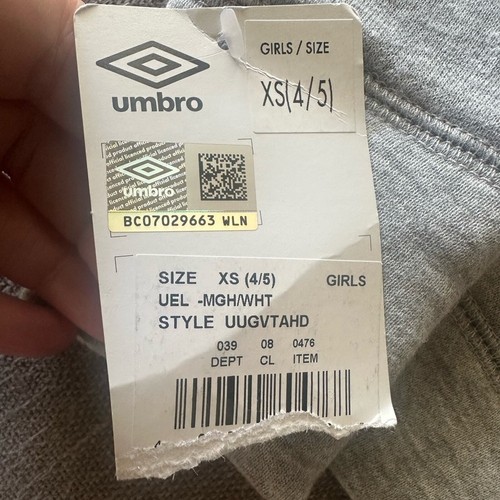 GIRLS / SIZE
XS(4/5)
umbro
umbro
BC07029663 WLN
SIZE XS (4/5) GIRLS
UEL -MGH/WHT
STYLE UUGVTAHD
039 08 0476
DEPT CL ITEM